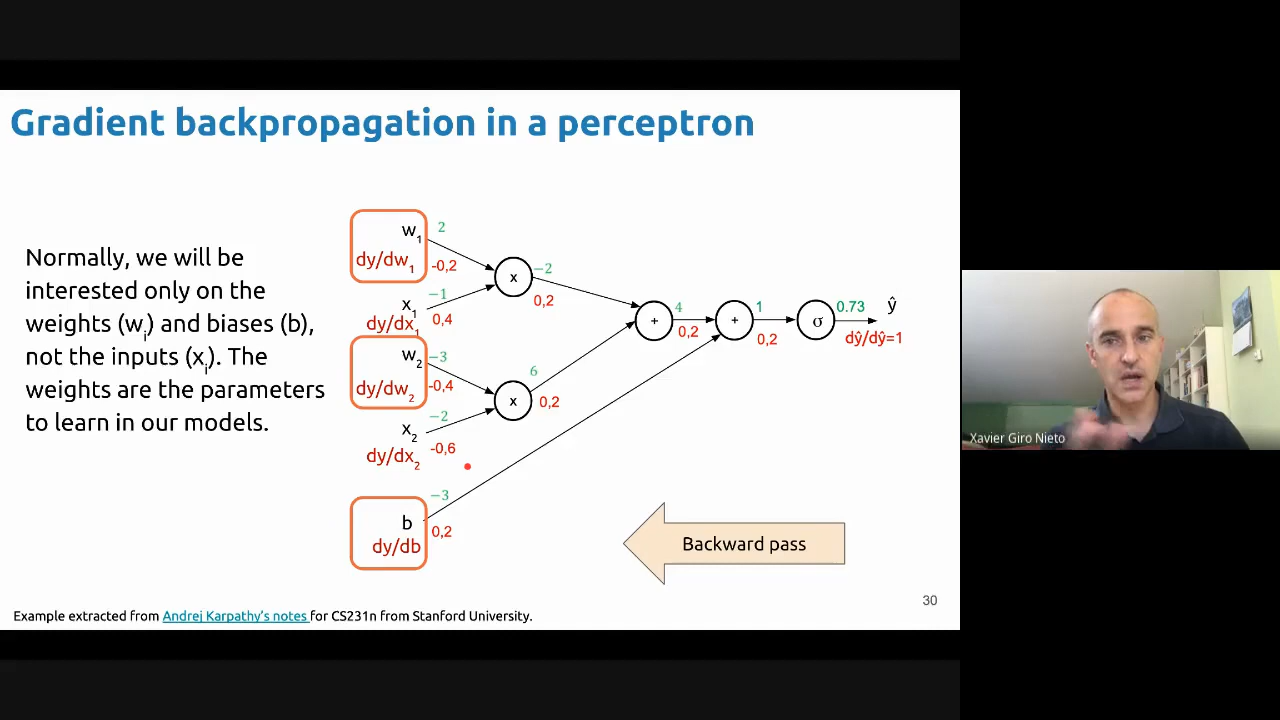 Gradient backpropagation in a perceptron
Normally, we will be
interested only on the
weights (wi) and biases (b),
not the inputs (xi). The
weights are the parameters
to learn in our models.
w1 2
dy/dw1 -0,2
x −2
0,2
x1 −1
dy/dx1 0,4
w2 −3
dy/dw2 -0,4
x 6
0,2
x2 −2
dy/dx2 -0,6
b −3
dy/db 0,2
+ 4
0,2
+ 1
0,2
σ 0.73 ŷ
dŷ/dŷ=1
Backward pass
Xavier Giro Nieto
30
Example extracted from Andrej Karpathy’s notes for CS231n from Stanford University.